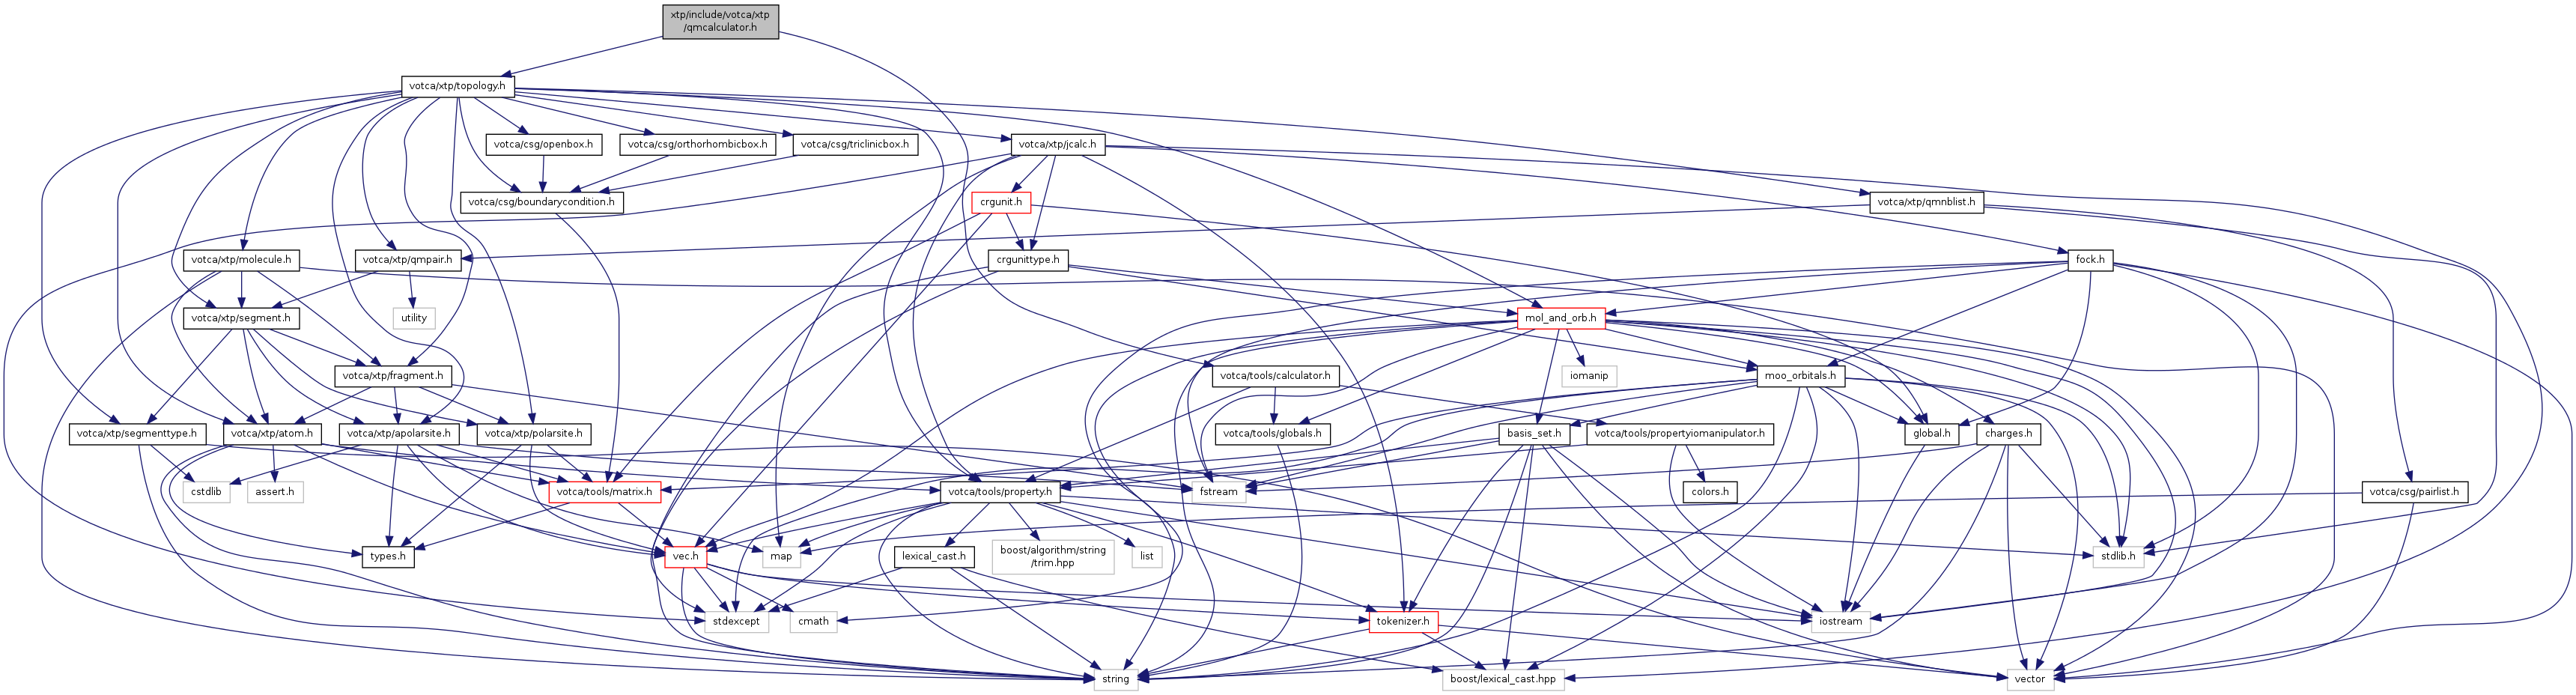 xtp/include/votca/xtp
/qmcalculator.h
votca/xtp/topology.h
votca/csg/openbox.h
votca/csg/orthorhombicbox.h
votca/csg/triclinicbox.h
votca/xtp/jcalc.h
votca/csg/boundarycondition.h
crgunit.h
votca/xtp/qmnblist.h
votca/xtp/molecule.h
votca/xtp/qmpair.h
crgunittype.h
fock.h
votca/xtp/segment.h
utility
mol_and_orb.h
votca/xtp/fragment.h
votca/tools/calculator.h
iomanip
moo_orbitals.h
votca/xtp/segmenttype.h
votca/xtp/atom.h
votca/xtp/apolarsite.h
votca/xtp/polarsite.h
votca/tools/globals.h
basis_set.h
votca/tools/propertyiomanipulator.h
global.h
charges.h
cstdlib
assert.h
votca/tools/matrix.h
votca/tools/property.h
fstream
colors.h
votca/csg/pairlist.h
types.h
vec.h
map
lexical_cast.h
boost/algorithm/string
/trim.hpp
list
stdlib.h
stdexcept
cmath
tokenizer.h
iostream
string
boost/lexical_cast.hpp
vector